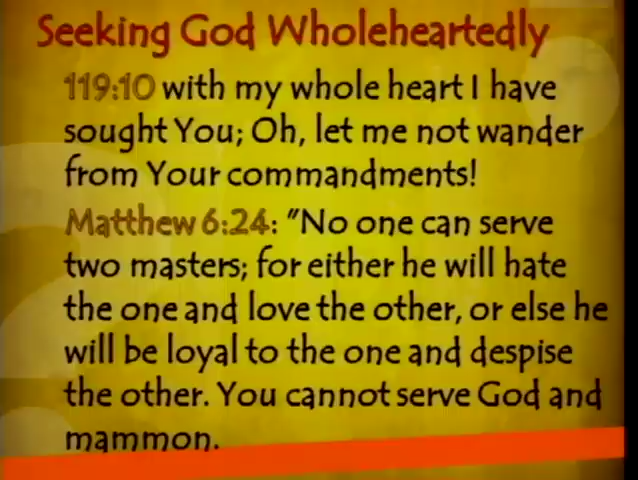 Seeking God Wholeheartedly
119:10 with my whole heart I have
sought You; Oh, let me not wander
from Your commandments!
Matthew 6:24: "No one can serve
two masters; for either he will hate
the one and love the other, or else he
will be loyal to the one and despise
the other. You cannot serve God and
mammon.